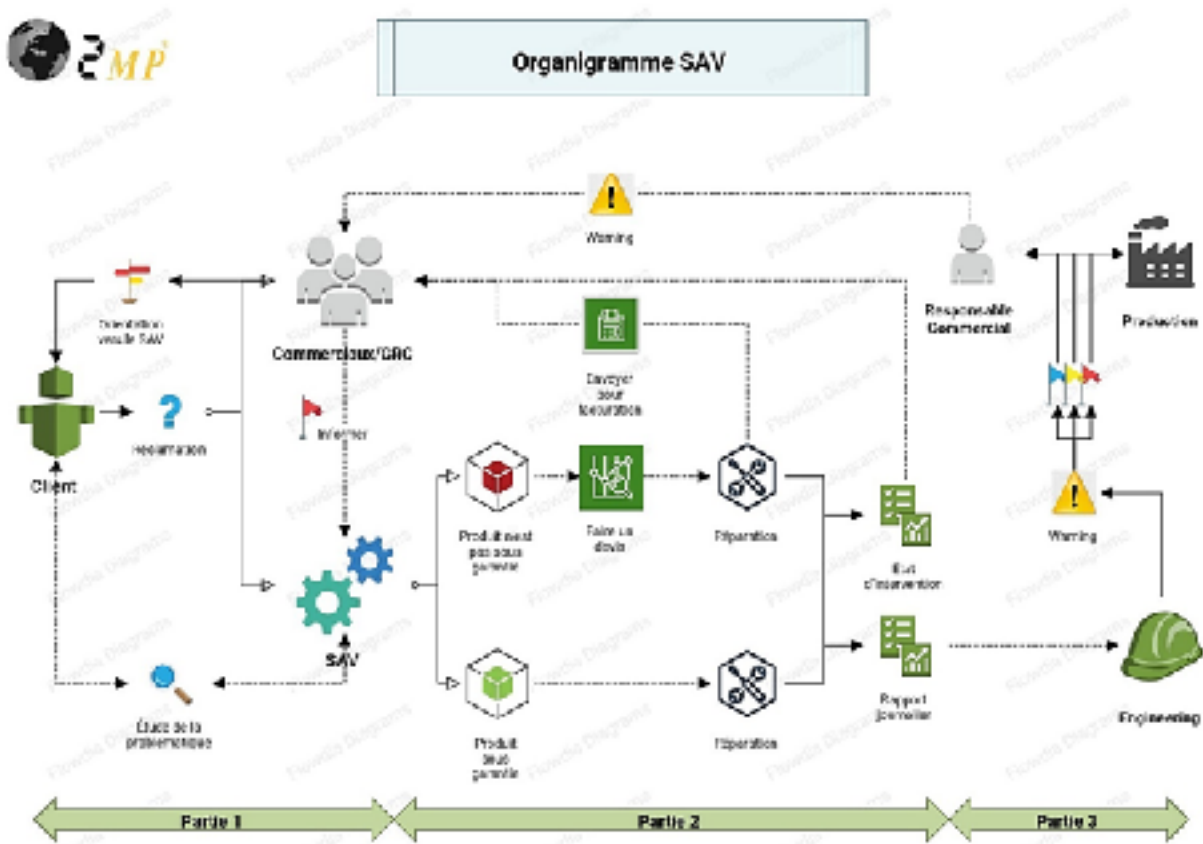 2MP
Organigramme SAV
Warning
Orientation
vers le SAV
Commerciaux/GRC
Responsable
Commercial
Production
Envoyer
pour
facturation
Informer
Réclamation
Client
Produit n'est
pas sous
garantie
Faire un
devis
Réparation
Warning
d'intervention
SAV
Étude de la
problématique
Produit
sous
garantie
Réparation
Rapport
journalier
Engineering
Partie 1
Partie 2
Partie 3
Flowdia Diagrams